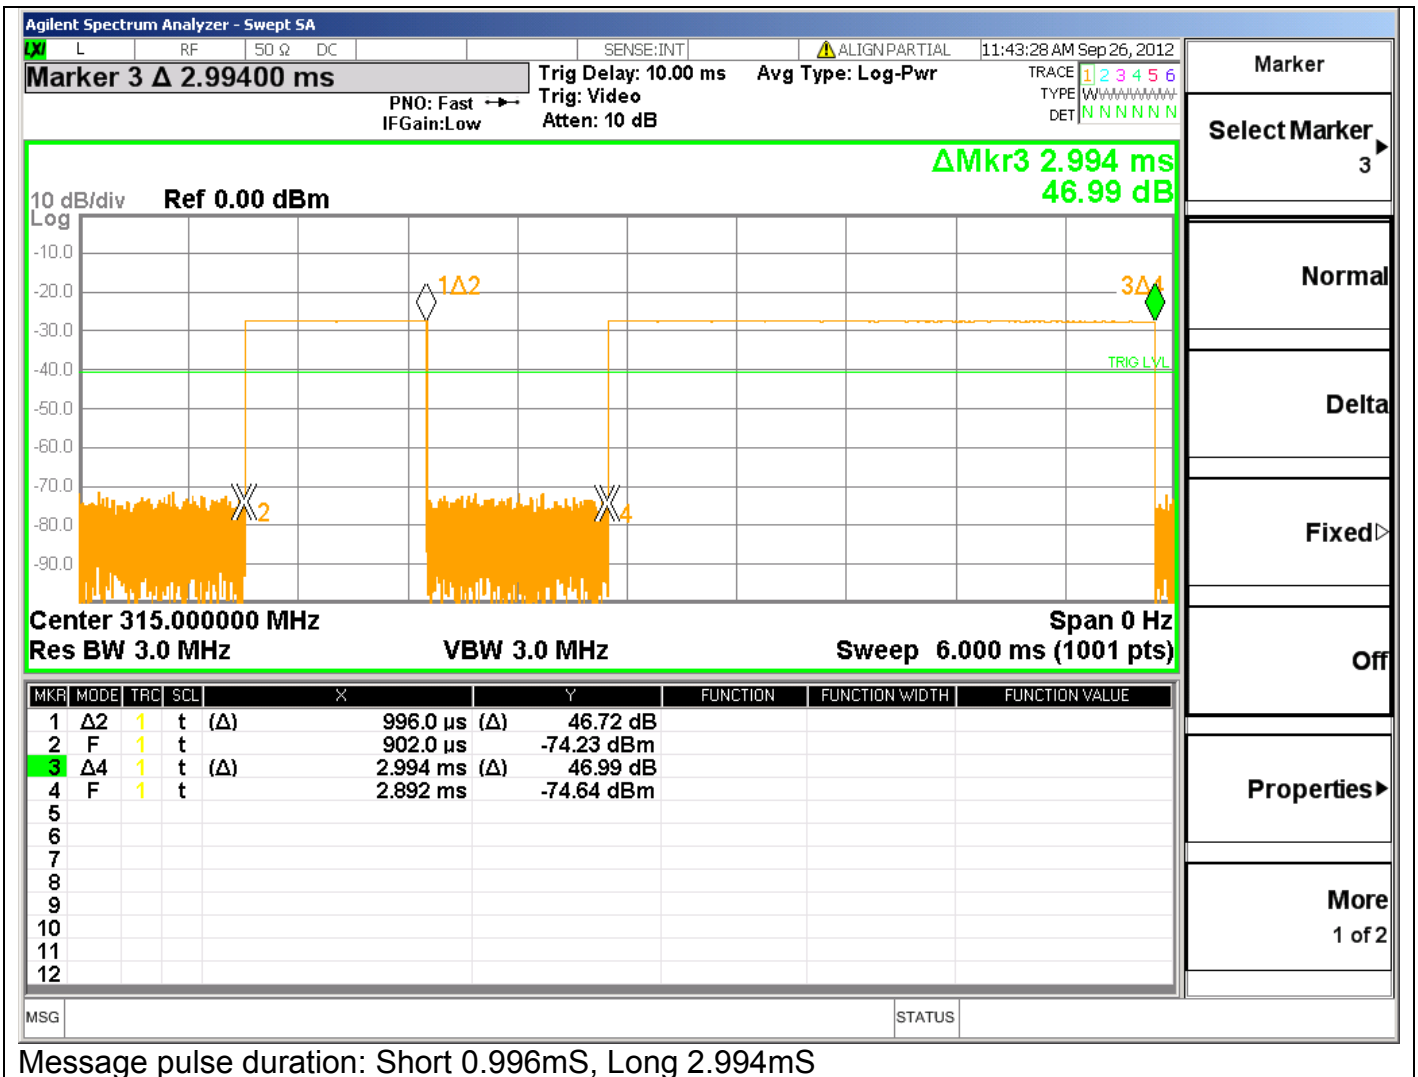 Agilent Spectrum Analyzer - Swept SA
LXI L RF 50 Ω DC SENSE:INT ALIGN PARTIAL 11:43:28 AM Sep 26, 2012
Marker 3 Δ 2.99400 ms
PNO: Fast
IFGain:Low
Trig Delay: 10.00 ms
Trig: Video
Atten: 10 dB
Avg Type: Log-Pwr
TRACE 1 2 3 4 5 6
TYPE WWWWWW
DET N N N N N N
ΔMkr3 2.994 ms
46.99 dB
10 dB/div Ref 0.00 dBm
Log
-10.0
-20.0
-30.0
-40.0
-50.0
-60.0
-70.0
-80.0
-90.0
1Δ2
3Δ4
TRIG LVL
2
4
Center 315.000000 MHz Span 0 Hz
Res BW 3.0 MHz VBW 3.0 MHz Sweep 6.000 ms (1001 pts)
MKR MODE TRC SCL X Y FUNCTION FUNCTION WIDTH FUNCTION VALUE
1 Δ2 1 t (Δ) 996.0 µs (Δ) 46.72 dB
2 F 1 t 902.0 µs -74.23 dBm
3 Δ4 1 t (Δ) 2.994 ms (Δ) 46.99 dB
4 F 1 t 2.892 ms -74.64 dBm
5
6
7
8
9
10
11
12
MSG STATUS
Marker
Select Marker
3
Normal
Delta
Fixed
Off
Properties
More
1 of 2
Message pulse duration: Short 0.996mS, Long 2.994mS